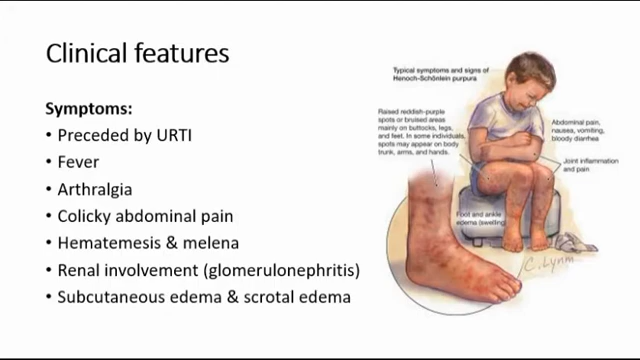 Clinical features
Symptoms:
• Preceded by URTI
• Fever
• Arthralgia
• Colicky abdominal pain
• Hematemesis & melena
• Renal involvement (glomerulonephritis)
• Subcutaneous edema & scrotal edema
Typical symptoms and signs of
Henoch-Schönlein purpura
Raised reddish-purple
spots or bruised areas
mainly on buttocks, legs,
and feet. In some individuals,
spots may appear on body
trunk, arms, and hands.
Abdominal pain,
nausea, vomiting,
bloody diarrhea
Joint inflammation
and pain
Foot and ankle
edema (swelling)
C. Lynm